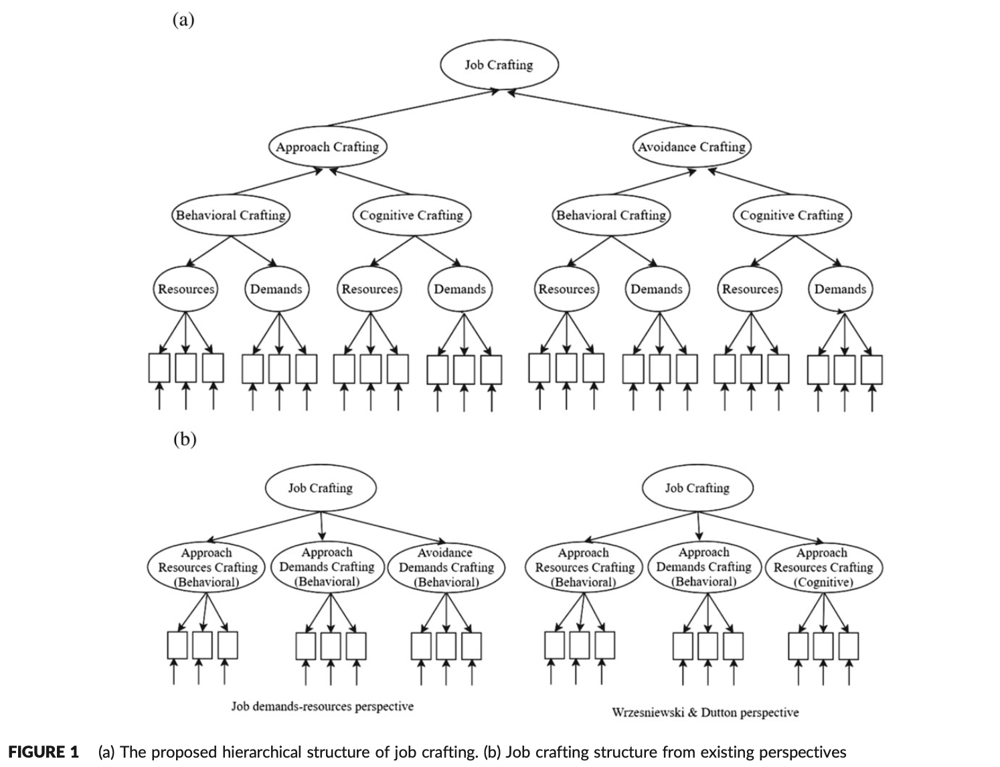 (a)
Job Crafting
Approach Crafting
Avoidance Crafting
Behavioral Crafting
Cognitive Crafting
Behavioral Crafting
Cognitive Crafting
Resources
Demands
Resources
Demands
Resources
Demands
Resources
Demands
(b)
Job Crafting
Job Crafting
Approach
Resources Crafting
(Behavioral)
Approach
Demands Crafting
(Behavioral)
Avoidance
Demands Crafting
(Behavioral)
Approach
Resources Crafting
(Behavioral)
Approach
Demands Crafting
(Behavioral)
Approach
Resources Crafting
(Cognitive)
Job demands-resources perspective
Wrzesniewski & Dutton perspective
FIGURE 1 (a) The proposed hierarchical structure of job crafting. (b) Job crafting structure from existing perspectives